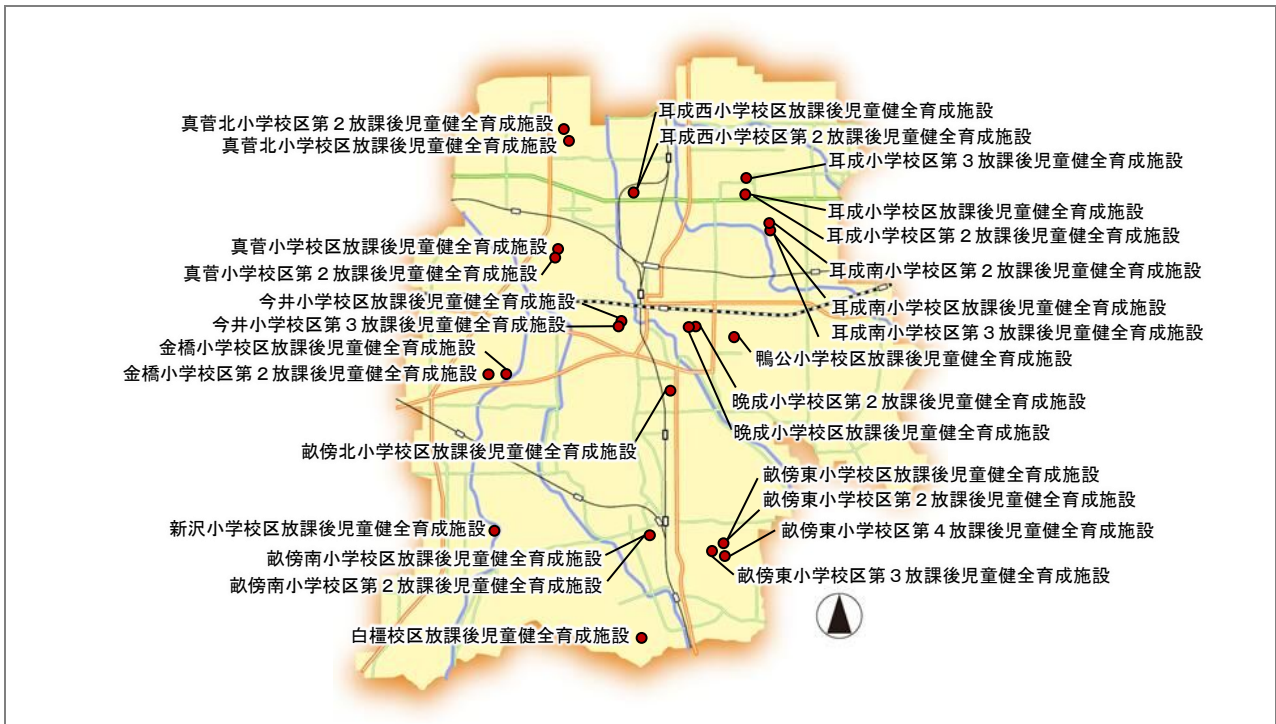 真菅北小学校区第２放課後児童健全育成施設
真菅北小学校区放課後児童健全育成施設
真菅小学校区放課後児童健全育成施設
真菅小学校区第２放課後児童健全育成施設
今井小学校区放課後児童健全育成施設
今井小学校区第３放課後児童健全育成施設
金橋小学校区放課後児童健全育成施設
金橋小学校区第２放課後児童健全育成施設
畝傍北小学校区放課後児童健全育成施設
新沢小学校区放課後児童健全育成施設
畝傍南小学校区放課後児童健全育成施設
畝傍南小学校区第２放課後児童健全育成施設
白橿校区放課後児童健全育成施設
耳成西小学校区放課後児童健全育成施設
耳成西小学校区第２放課後児童健全育成施設
耳成小学校区第３放課後児童健全育成施設
耳成小学校区放課後児童健全育成施設
耳成小学校区第２放課後児童健全育成施設
耳成南小学校区第２放課後児童健全育成施設
耳成南小学校区放課後児童健全育成施設
耳成南小学校区第３放課後児童健全育成施設
鴨公小学校区放課後児童健全育成施設
晩成小学校区第２放課後児童健全育成施設
晩成小学校区放課後児童健全育成施設
畝傍東小学校区放課後児童健全育成施設
畝傍東小学校区第２放課後児童健全育成施設
畝傍東小学校区第４放課後児童健全育成施設
畝傍東小学校区第３放課後児童健全育成施設